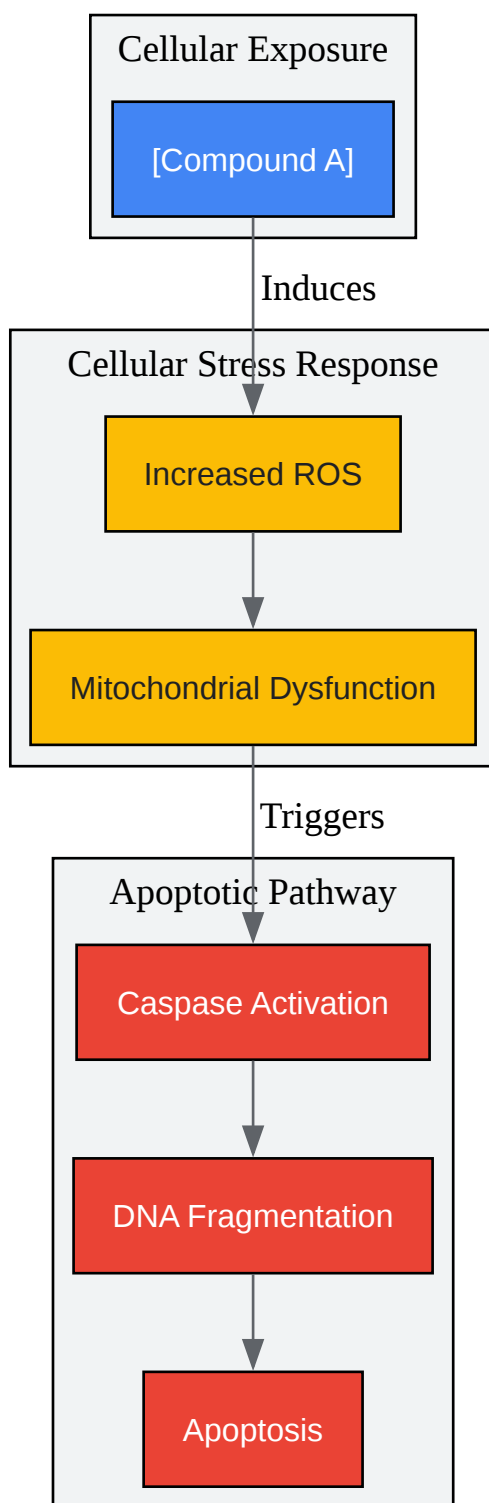 Cellular Exposure
[Compound A]
Induces
Cellular Stress Response
Increased ROS
Mitochondrial Dysfunction
Triggers
Apoptotic Pathway
Caspase Activation
DNA Fragmentation
Apoptosis